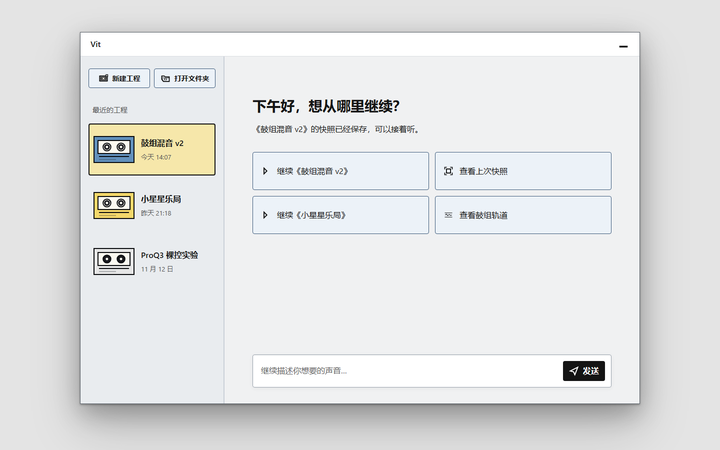 Vit
新建工程
打开文件夹
最近的工程
鼓组混音 v2
今天 14:07
小星星乐局
昨天 21:18
ProQ3 裸控实验
11 月 12 日
下午好，想从哪里继续？
《鼓组混音 v2》的快照已经保存，可以接着听。
继续《鼓组混音 v2》
查看上次快照
继续《小星星乐局》
查看鼓组轨道
继续描述你想要的声音...
发送